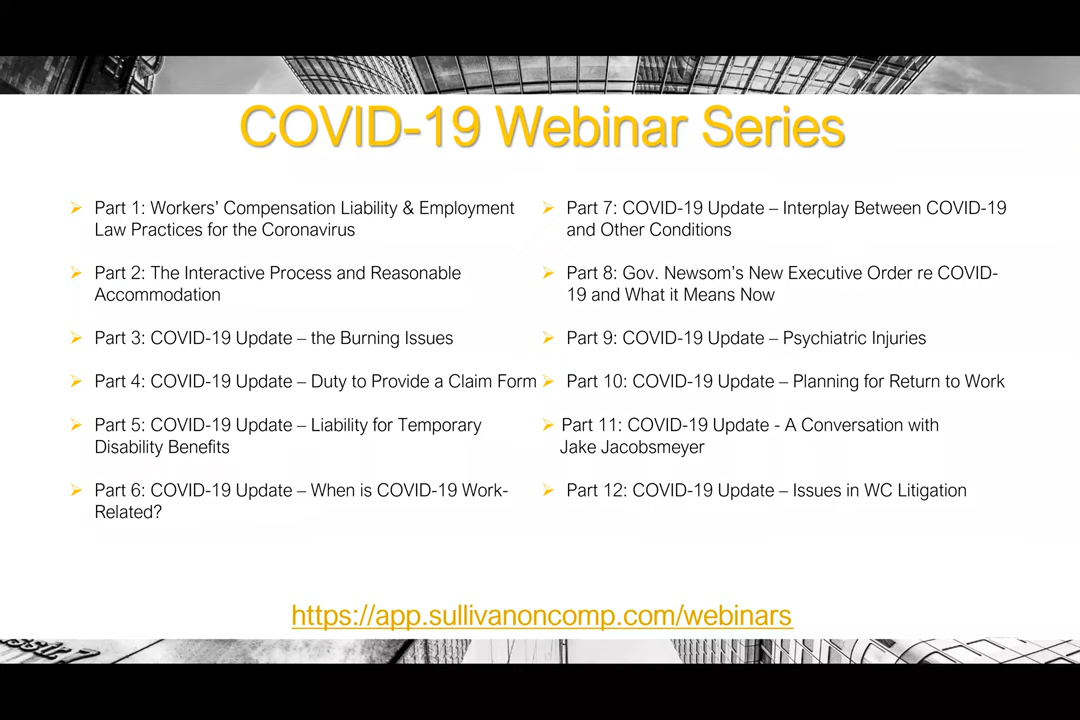 COVID-19 Webinar Series
Part 1: Workers’ Compensation Liability & Employment
Law Practices for the Coronavirus
Part 2: The Interactive Process and Reasonable
Accommodation
Part 3: COVID-19 Update – the Burning Issues
Part 4: COVID-19 Update – Duty to Provide a Claim Form
Part 5: COVID-19 Update – Liability for Temporary
Disability Benefits
Part 6: COVID-19 Update – When is COVID-19 Work-
Related?
Part 7: COVID-19 Update – Interplay Between COVID-19
and Other Conditions
Part 8: Gov. Newsom’s New Executive Order re COVID-
19 and What it Means Now
Part 9: COVID-19 Update – Psychiatric Injuries
Part 10: COVID-19 Update – Planning for Return to Work
Part 11: COVID-19 Update - A Conversation with
Jake Jacobsmeyer
Part 12: COVID-19 Update – Issues in WC Litigation
https://app.sullivanoncomp.com/webinars